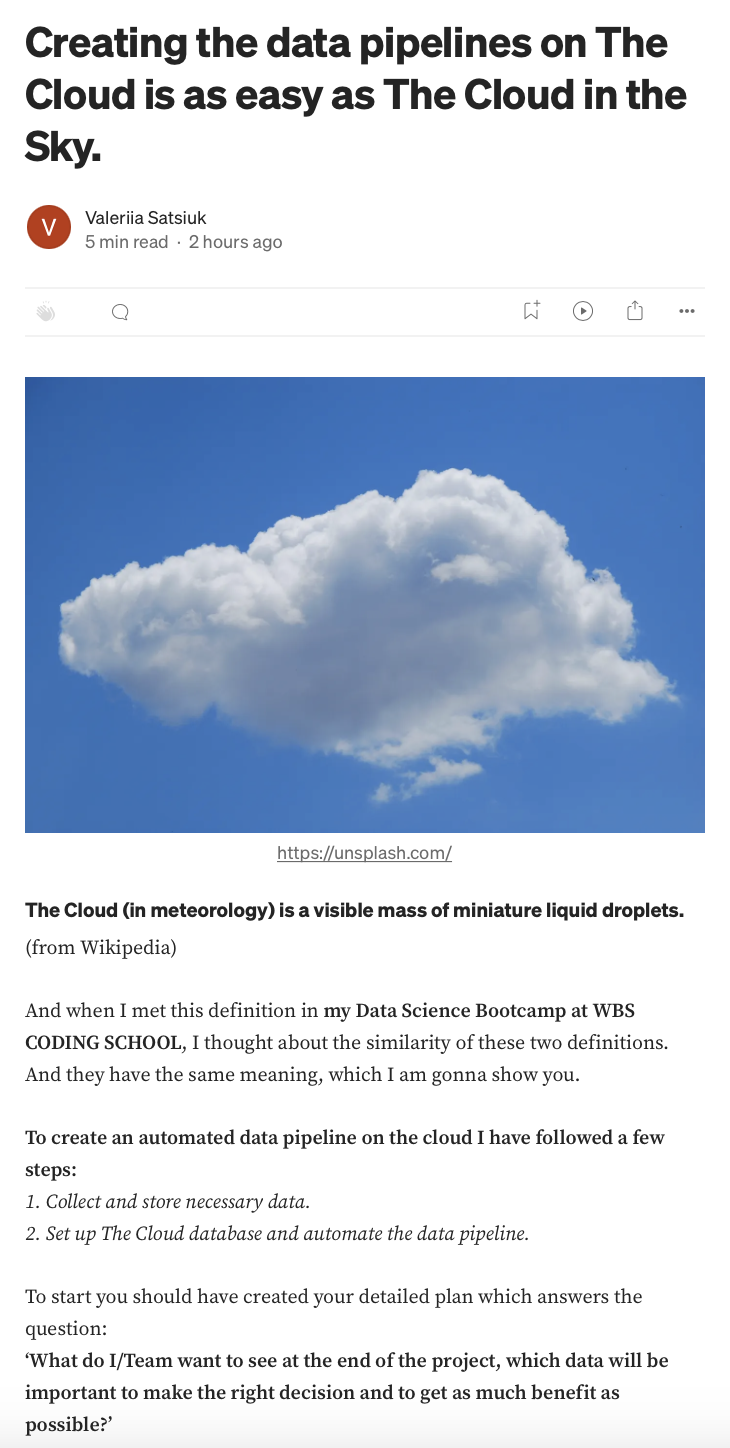 Creating the data pipelines on The
Cloud is as easy as The Cloud in the
Sky.
V
Valeriia Satsiuk
5 min read · 2 hours ago
https://unsplash.com/
The Cloud (in meteorology) is a visible mass of miniature liquid droplets.
(from Wikipedia)
And when I met this definition in my Data Science Bootcamp at WBS
CODING SCHOOL, I thought about the similarity of these two definitions.
And they have the same meaning, which I am gonna show you.
To create an automated data pipeline on the cloud I have followed a few
steps:
1. Collect and store necessary data.
2. Set up The Cloud database and automate the data pipeline.
To start you should have created your detailed plan which answers the
question:
‘What do I/Team want to see at the end of the project, which data will be
important to make the right decision and to get as much benefit as
possible?’